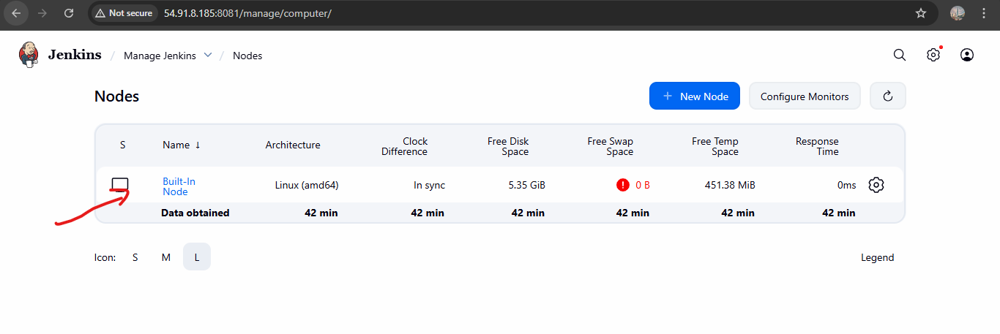 Not secure 54.91.8.185:8081/manage/computer/
Jenkins / Manage Jenkins / Nodes
Nodes
+ New Node Configure Monitors
S Name ↓ Architecture Clock Difference Free Disk Space Free Swap Space Free Temp Space Response Time
Built-In Node Linux (amd64) In sync 5.35 GiB 0 B 451.38 MiB 0ms
Data obtained 42 min 42 min 42 min 42 min 42 min 42 min
Icon: S M L Legend